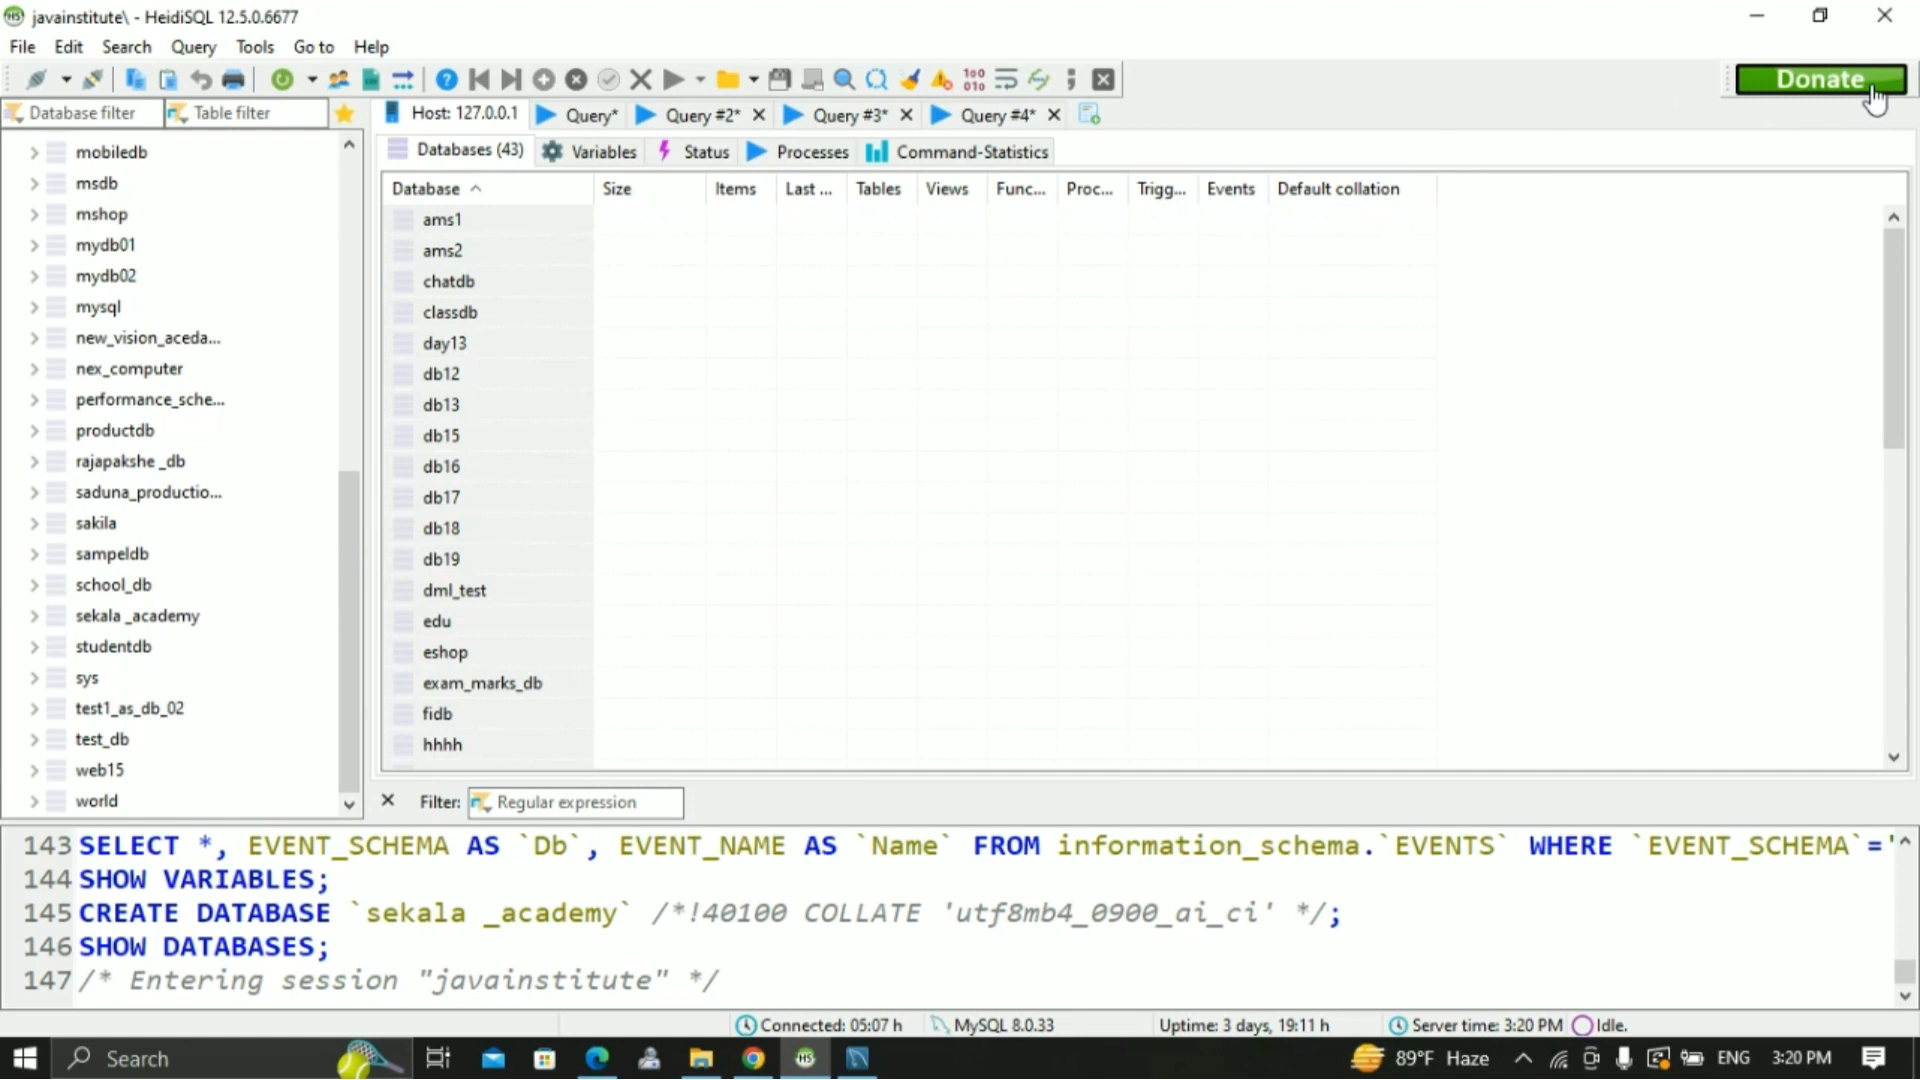 javainstitute\ - HeidiSQL 12.5.0.6677
File Edit Search Query Tools Go to Help
Donate
Database filter Table filter Host: 127.0.0.1 Query* Query #2* Query #3* Query #4*
Databases (43) Variables Status Processes Command-Statistics
Database Size Items Last ... Tables Views Func... Proc... Trigg... Events Default collation
mobiledb
msdb
mshop
mydb01
mydb02
mysql
new_vision_aceda...
nex_computer
performance_sche...
productdb
rajapakshe _db
saduna_productio...
sakila
sampeldb
school_db
sekala _academy
studentdb
sys
test1_as_db_02
test_db
web15
world
ams1
ams2
chatdb
classdb
day13
db12
db13
db15
db16
db17
db18
db19
dml_test
edu
eshop
exam_marks_db
fidb
hhhh
Filter: Regular expression
143 SELECT *, EVENT_SCHEMA AS `Db`, EVENT_NAME AS `Name` FROM information_schema.`EVENTS` WHERE `EVENT_SCHEMA`='
144 SHOW VARIABLES;
145 CREATE DATABASE `sekala _academy` /*!40100 COLLATE 'utf8mb4_0900_ai_ci' */;
146 SHOW DATABASES;
147 /* Entering session "javainstitute" */
Connected: 05:07 h MySQL 8.0.33 Uptime: 3 days, 19:11 h Server time: 3:20 PM Idle.
Search 89°F Haze ENG 3:20 PM